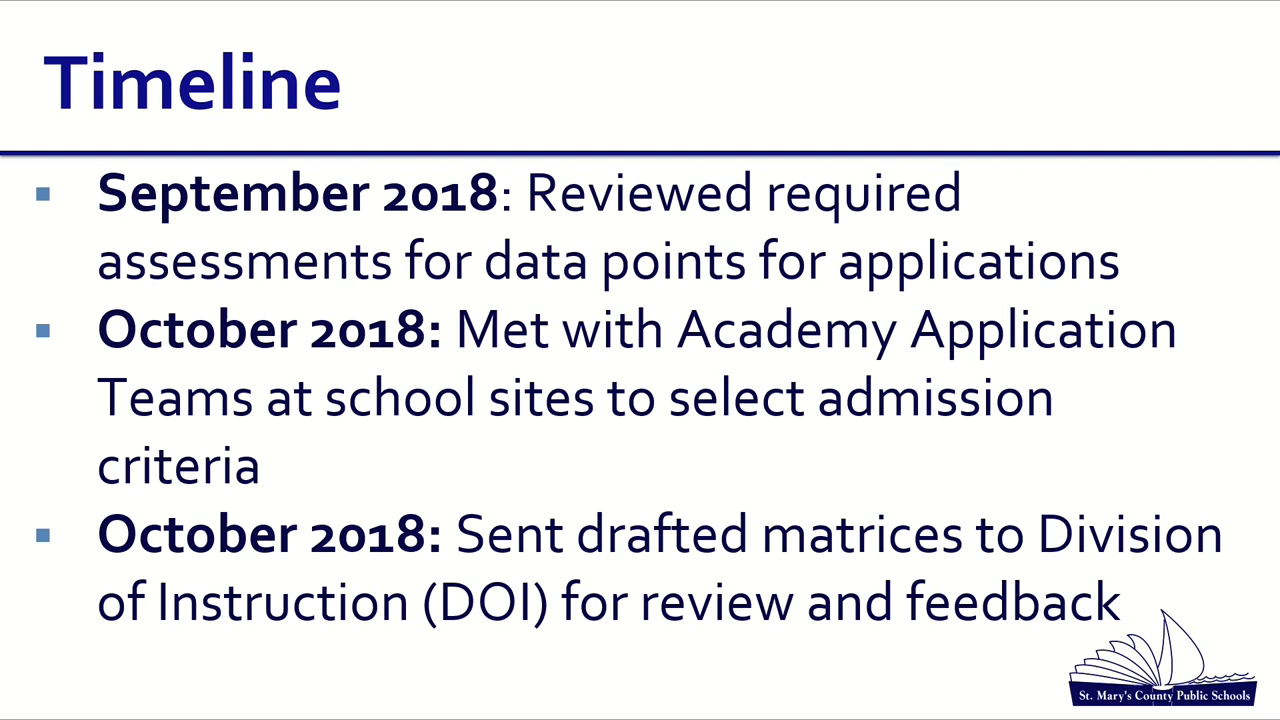 Timeline
▪ September 2018: Reviewed required
assessments for data points for applications
▪ October 2018: Met with Academy Application
Teams at school sites to select admission
criteria
▪ October 2018: Sent drafted matrices to Division
of Instruction (DOI) for review and feedback
St. Mary's County Public Schools